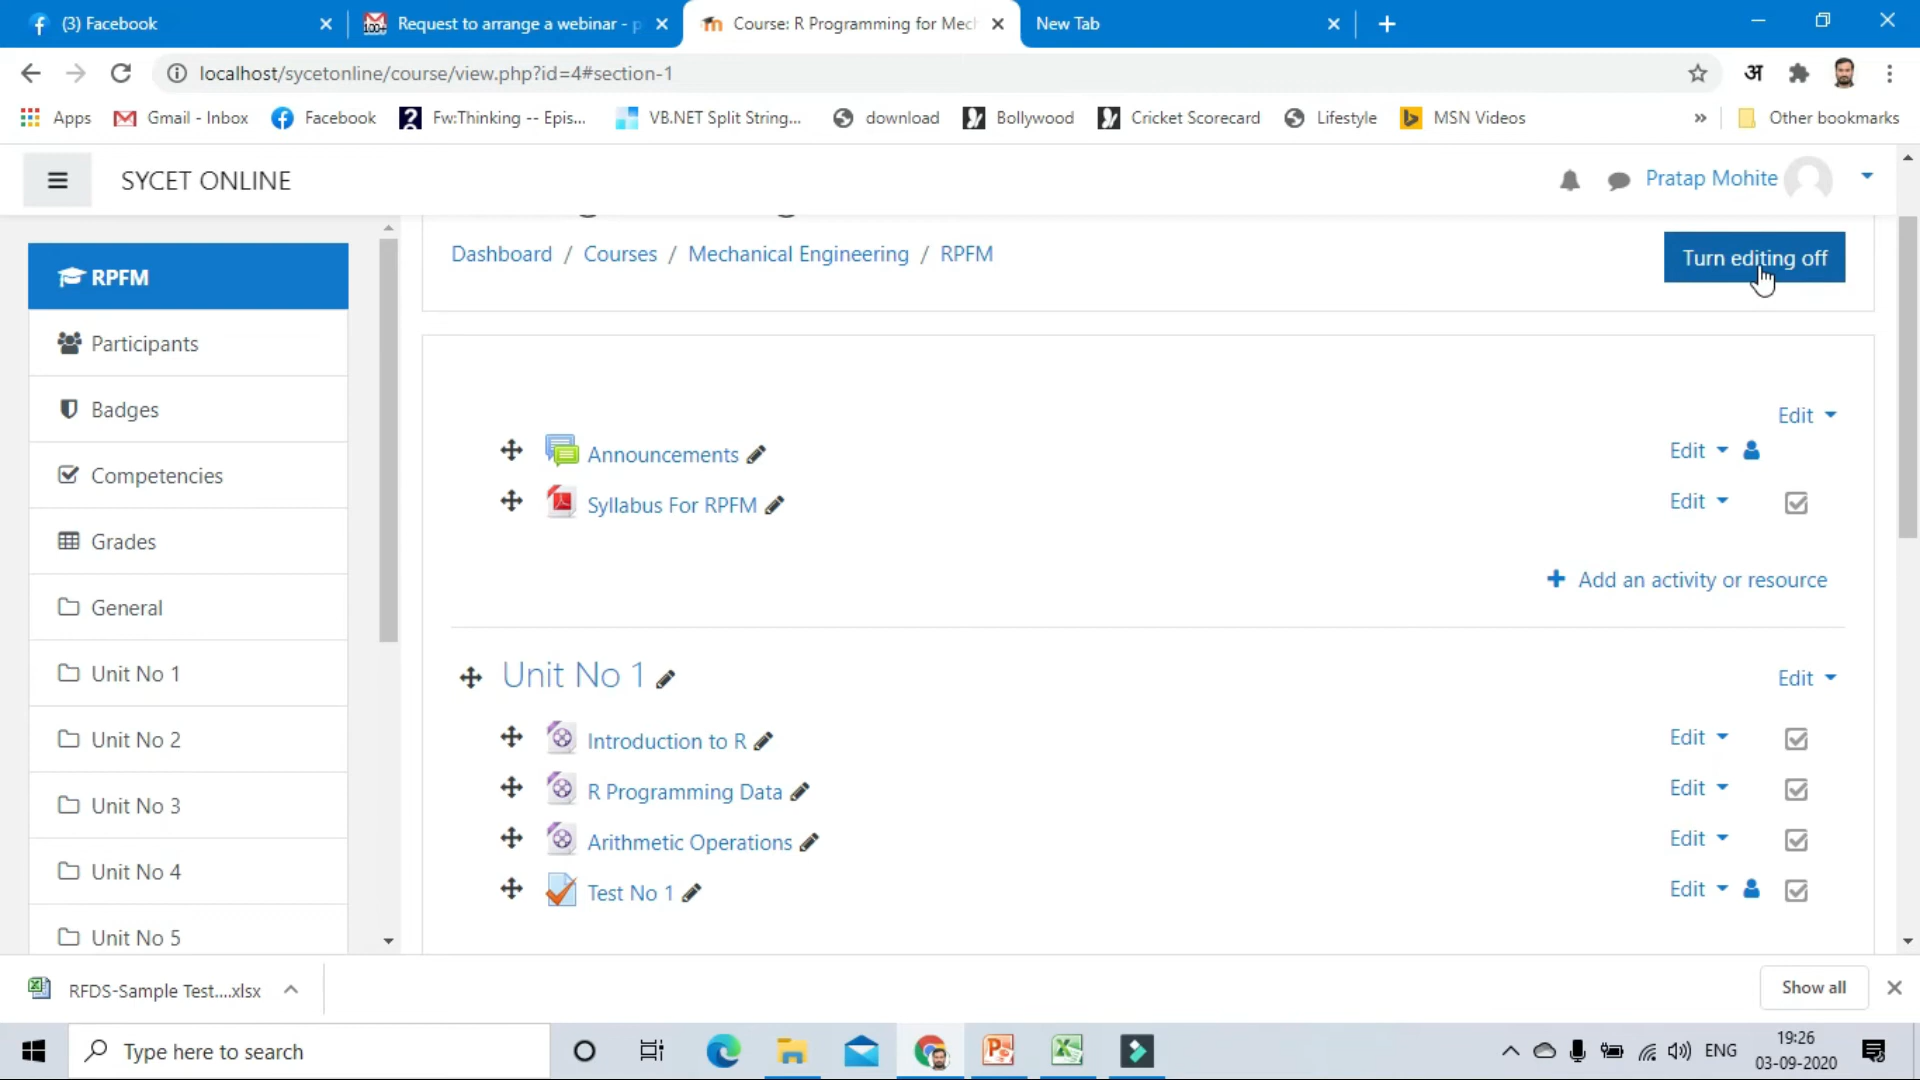 (3) Facebook
Request to arrange a webinar - p
Course: R Programming for Mech
New Tab
localhost/sycetonline/course/view.php?id=4#section-1
अ
Apps
Gmail - Inbox
Facebook
Fw:Thinking -- Epis...
VB.NET Split String...
download
Bollywood
Cricket Scorecard
Lifestyle
MSN Videos
»
Other bookmarks
SYCET ONLINE
Pratap Mohite
RPFM
Participants
Badges
Competencies
Grades
General
Unit No 1
Unit No 2
Unit No 3
Unit No 4
Unit No 5
Dashboard / Courses / Mechanical Engineering / RPFM
Turn editing off
Edit
Announcements
Edit
Syllabus For RPFM
Edit
Add an activity or resource
Unit No 1
Edit
Introduction to R
Edit
R Programming Data
Edit
Arithmetic Operations
Edit
Test No 1
Edit
RFDS-Sample Test....xlsx
Show all
Type here to search
ENG
19:26
03-09-2020